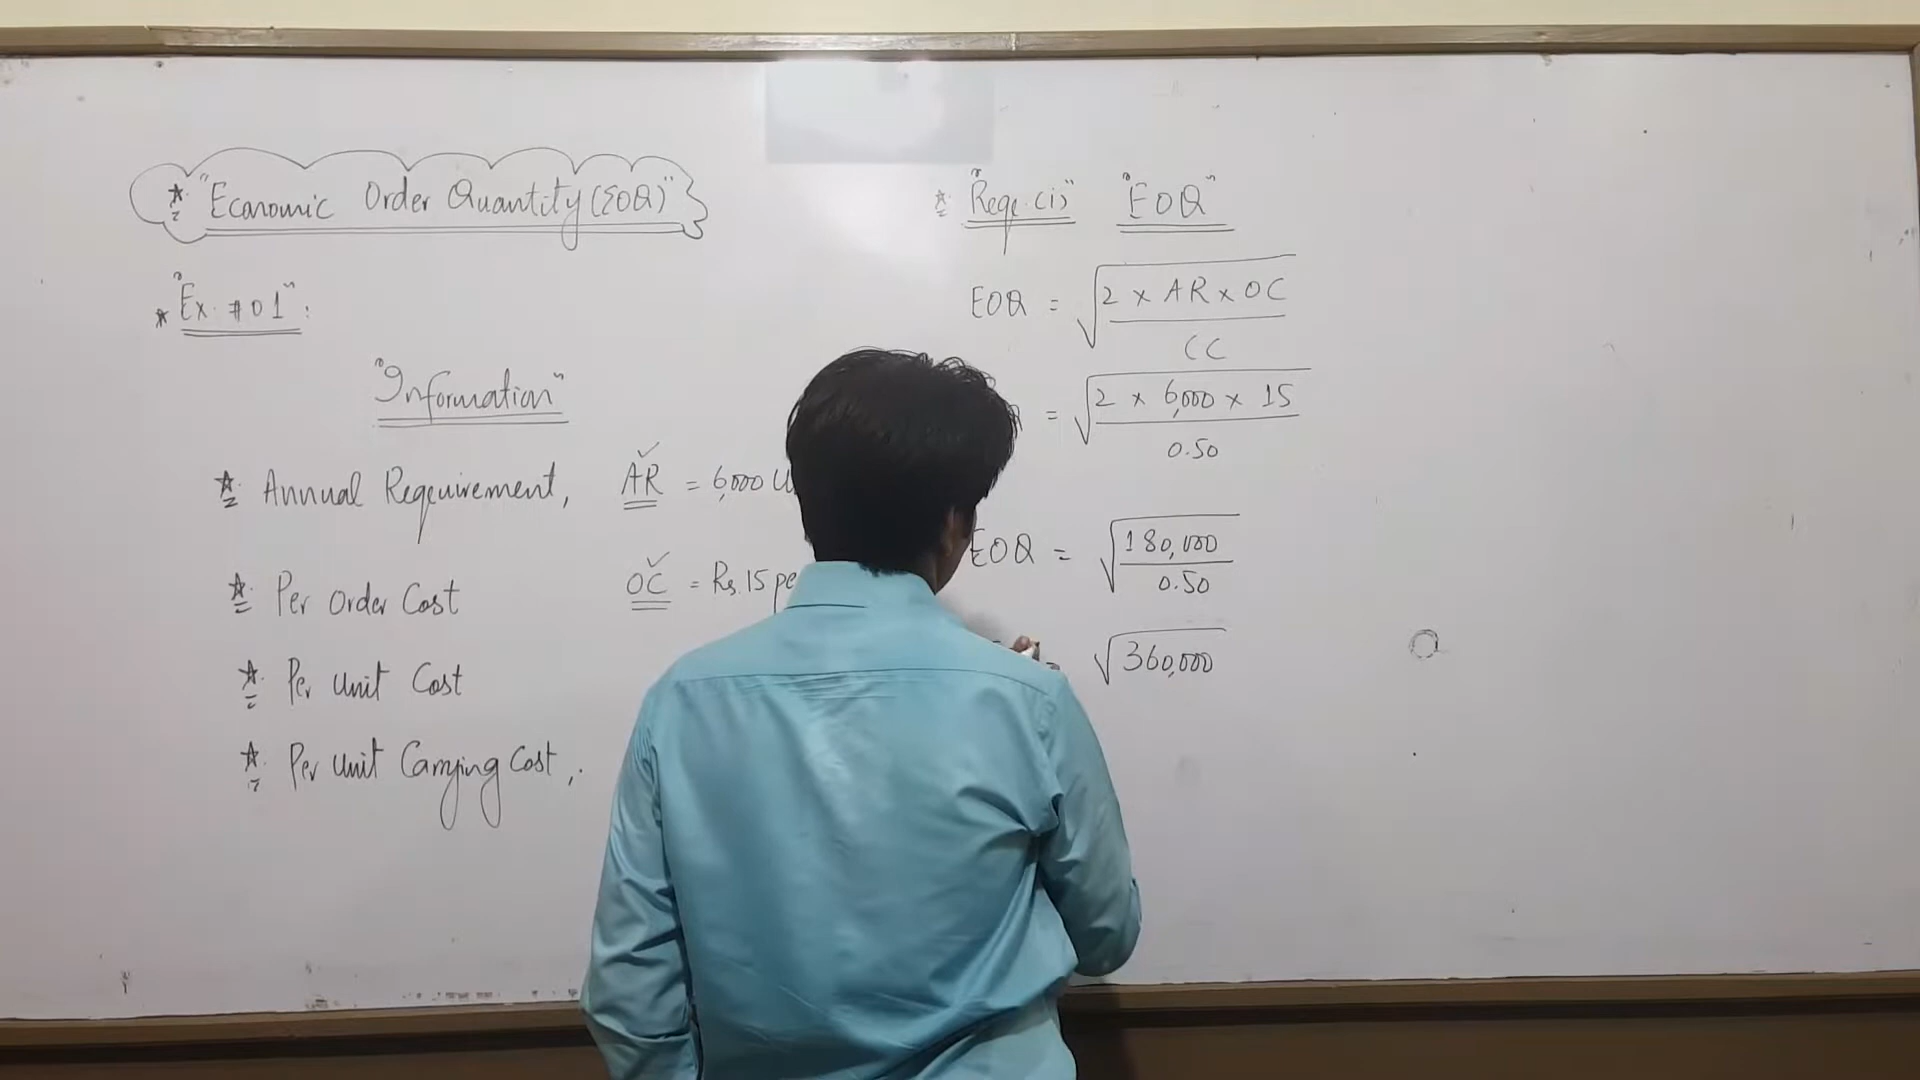 * "Economic Order Quantity (EOQ)"
* "Ex. #01" :
"Information"
* Annual Requirement, AR = 6,000
* Per Order Cost OC = Rs. 15
* Per Unit Cost
* Per Unit Carrying Cost,
* "Reqe. (i)" "EOQ"
EOQ = √ 2 × AR × OC
CC
= √ 2 × 6,000 × 15
0.50
EOQ = √ 180,000
0.50
= √ 360,000